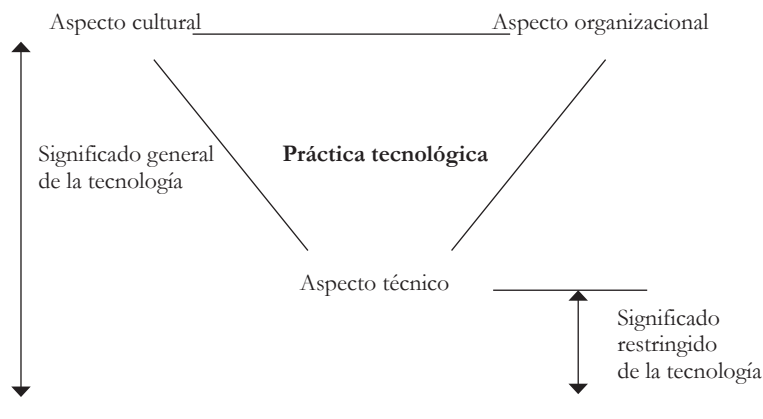 Aspecto cultural
Aspecto organizacional
Significado general
de la tecnología
Práctica tecnológica
Aspecto técnico
Significado
restringido
de la tecnología